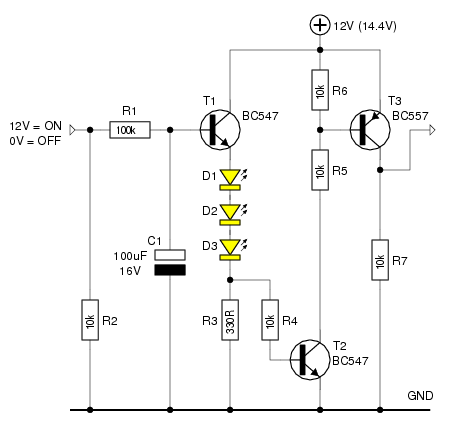 12V (14.4V)
R1
100k
T1
BC547
10k
R6
T3
BC557
12V = ON
0V = OFF
D1
D2
D3
10k
R5
C1
100uF
16V
10k
R7
10k
R2
R3
330R
10k
R4
T2
BC547
GND